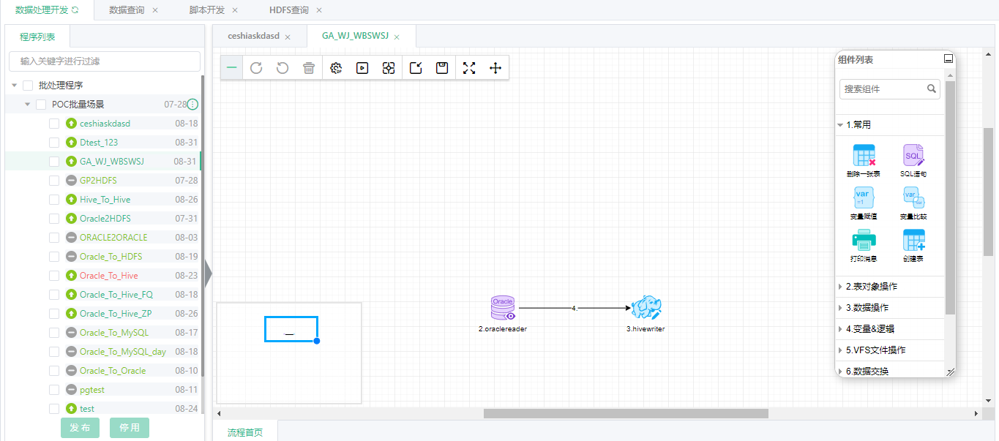 数据处理开发 数据查询 × 脚本开发 × HDFS查询 ×
程序列表
输入关键字进行过滤
批处理程序
POC批量场景 07-28
ceshiaskdasd 08-18
Dtest_123 08-31
GA_WJ_WBSWSJ 08-31
GP2HDFS 07-28
Hive_To_Hive 08-26
Oracle2HDFS 07-31
ORACLE2ORACLE 08-03
Oracle_To_HDFS 08-19
Oracle_To_Hive 08-23
Oracle_To_Hive_FQ 08-18
Oracle_To_Hive_ZP 08-26
Oracle_To_MySQL 08-17
Oracle_To_MySQL_day 08-18
Oracle_To_Oracle 08-10
pgtest 08-11
test 08-24
发布 停用
ceshiaskdasd × GA_WJ_WBSWSJ ×
Oracle
4.
2.oraclereader 3.hivewriter
流程首页
组件列表
搜索组件
1.常用
SQL
删除一张表 SQL语句
var =1 var var
变量赋值 变量比较
打印消息 创建表
2.表对象操作
3.数据操作
4.变量&逻辑
5.VFS文件操作
6.数据交换